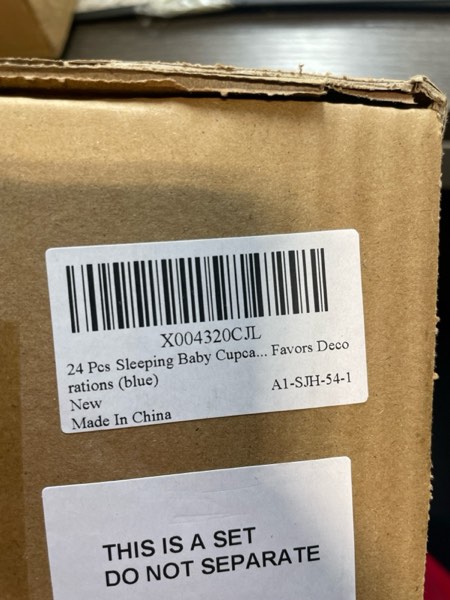 X004320CJL
24 Pcs Sleeping Baby Cupca... Favors Deco
rations (blue)
New
A1-SJH-54-1
Made In China
THIS IS A SET
DO NOT SEPARATE